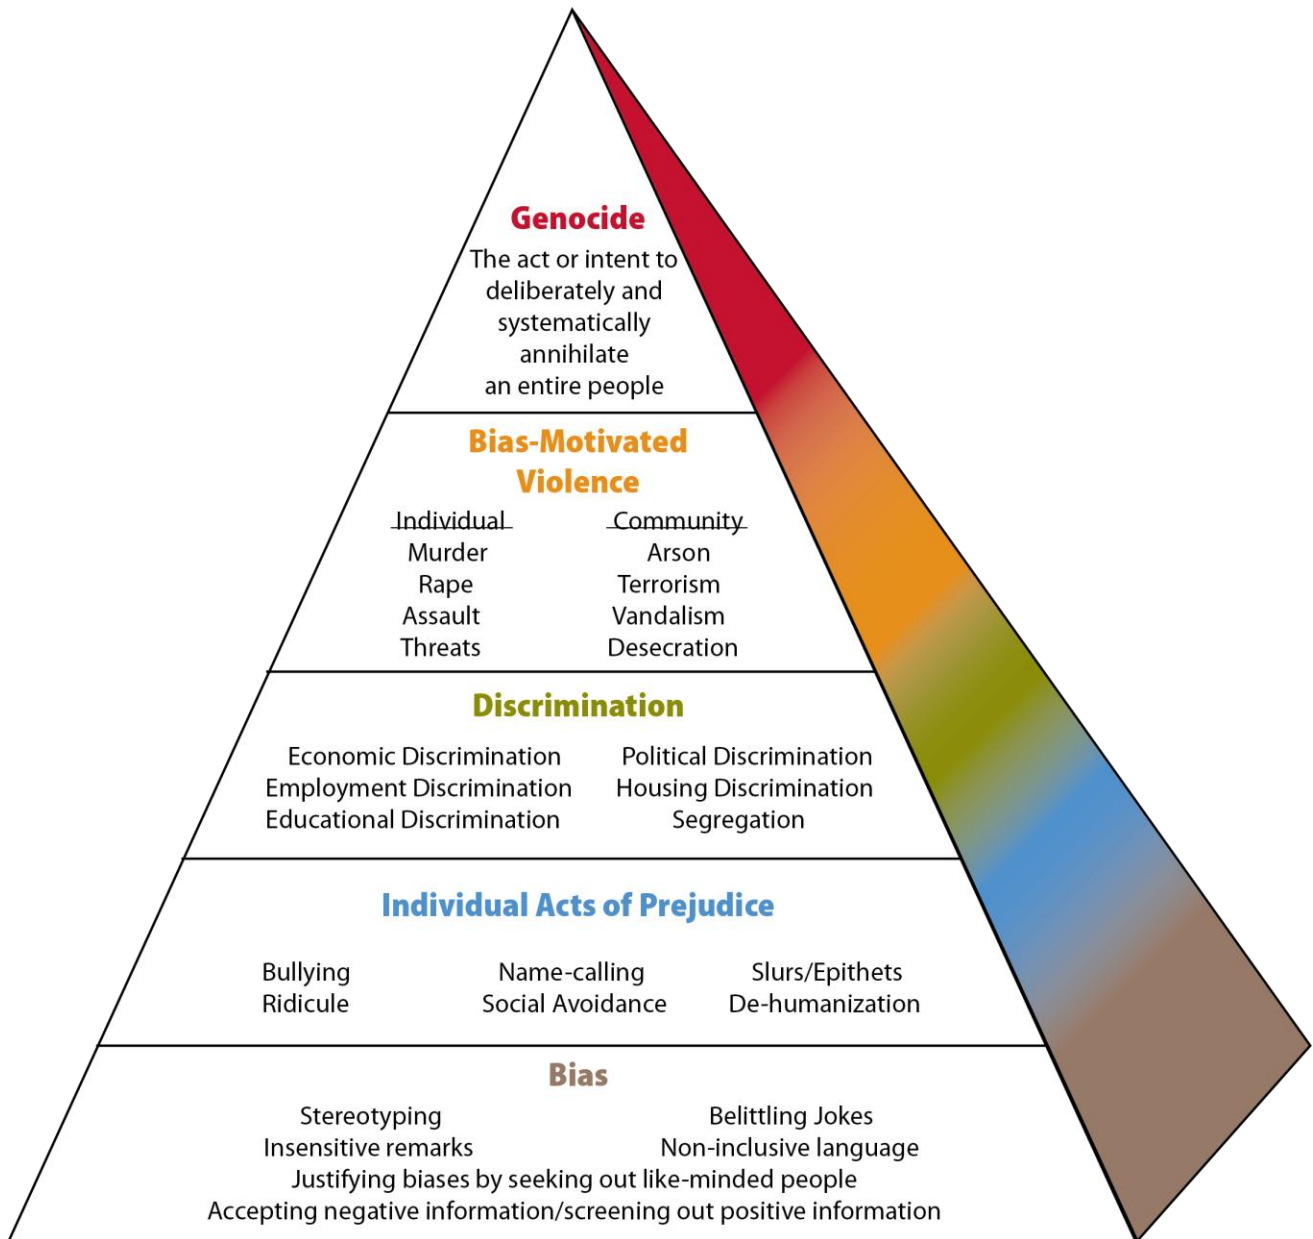 Genocide
The act or intent to
deliberately and
systematically
annihilate
an entire people
Bias-Motivated
Violence
Individual Community
Murder Arson
Rape Terrorism
Assault Vandalism
Threats Desecration
Discrimination
Economic Discrimination Political Discrimination
Employment Discrimination Housing Discrimination
Educational Discrimination Segregation
Individual Acts of Prejudice
Bullying Name-calling Slurs/Epithets
Ridicule Social Avoidance De-humanization
Bias
Stereotyping Belittling Jokes
Insensitive remarks Non-inclusive language
Justifying biases by seeking out like-minded people
Accepting negative information/screening out positive information